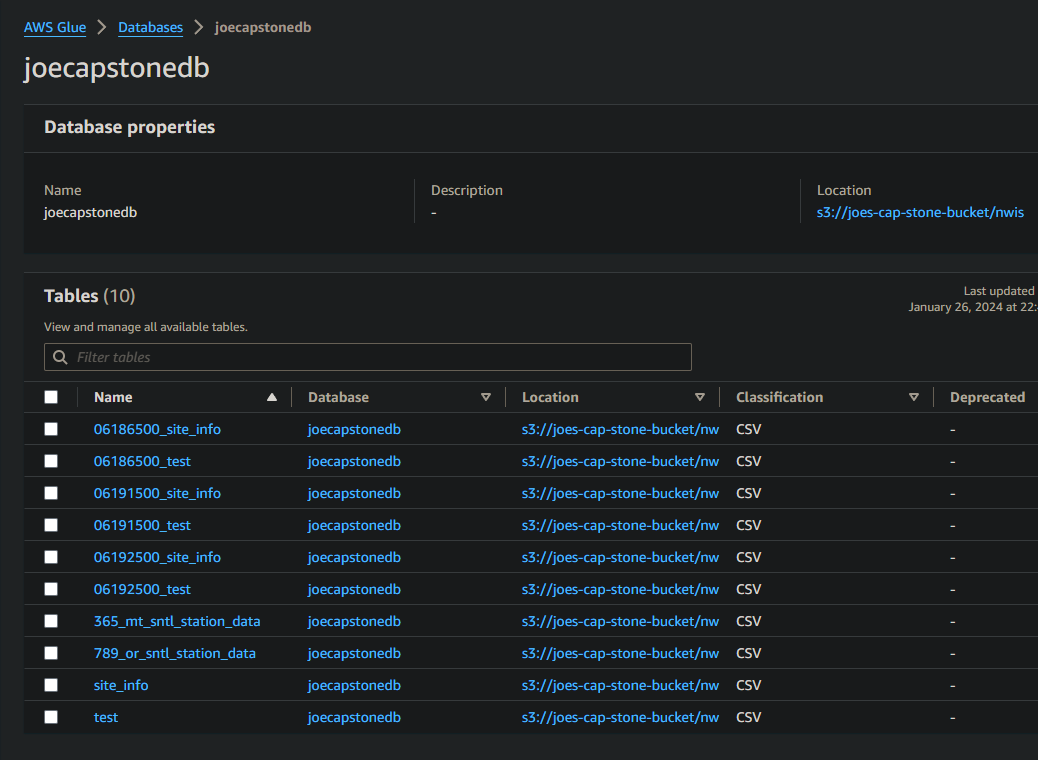 AWS Glue > Databases > joecapstonedb
joecapstonedb
Database properties
Name Description Location
joecapstonedb - s3://joes-cap-stone-bucket/nwis
Tables (10)
Last updated
View and manage all available tables.
January 26, 2024 at 22:
Filter tables
Name Database Location Classification Deprecated
06186500_site_info joecapstonedb s3://joes-cap-stone-bucket/nw CSV -
06186500_test joecapstonedb s3://joes-cap-stone-bucket/nw CSV -
06191500_site_info joecapstonedb s3://joes-cap-stone-bucket/nw CSV -
06191500_test joecapstonedb s3://joes-cap-stone-bucket/nw CSV -
06192500_site_info joecapstonedb s3://joes-cap-stone-bucket/nw CSV -
06192500_test joecapstonedb s3://joes-cap-stone-bucket/nw CSV -
365_mt_sntl_station_data joecapstonedb s3://joes-cap-stone-bucket/nw CSV -
789_or_sntl_station_data joecapstonedb s3://joes-cap-stone-bucket/nw CSV -
site_info joecapstonedb s3://joes-cap-stone-bucket/nw CSV -
test joecapstonedb s3://joes-cap-stone-bucket/nw CSV -